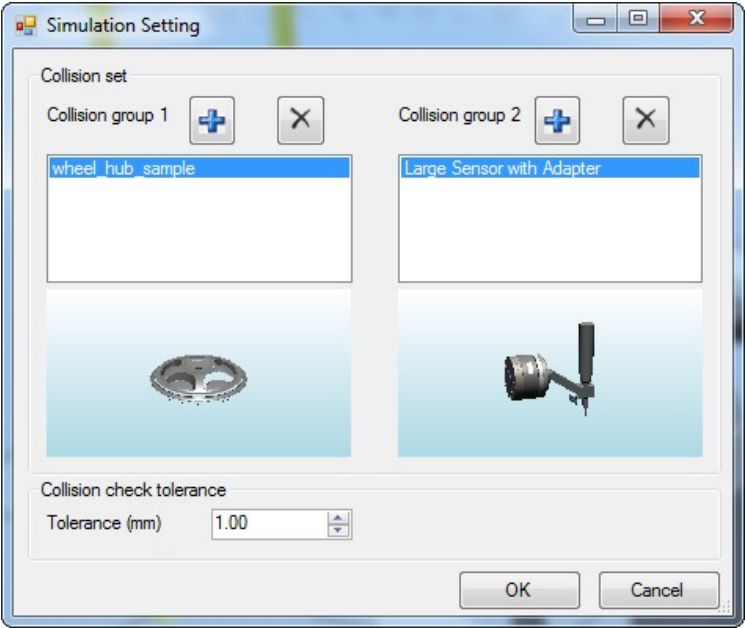 Simulation Setting
Collision set
Collision group 1
Collision group 2
wheel_hub_sample
Large Sensor with Adapter
Collision check tolerance
Tolerance (mm)
1.00
OK
Cancel